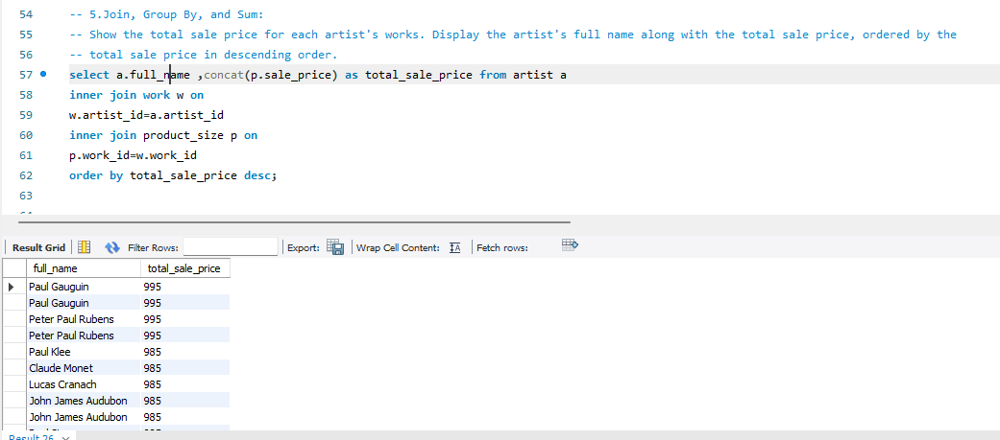 54 -- 5.Join, Group By, and Sum:
55 -- Show the total sale price for each artist's works. Display the artist's full name along with the total sale price, ordered by the
56 -- total sale price in descending order.
57 select a.full_name ,concat(p.sale_price) as total_sale_price from artist a
58 inner join work w on
59 w.artist_id=a.artist_id
60 inner join product_size p on
61 p.work_id=w.work_id
62 order by total_sale_price desc;
63
Result Grid Filter Rows: Export: Wrap Cell Content: IA Fetch rows:
full_name total_sale_price
Paul Gauguin 995
Paul Gauguin 995
Peter Paul Rubens 995
Peter Paul Rubens 995
Paul Klee 985
Claude Monet 985
Lucas Cranach 985
John James Audubon 985
John James Audubon 985
Result 26